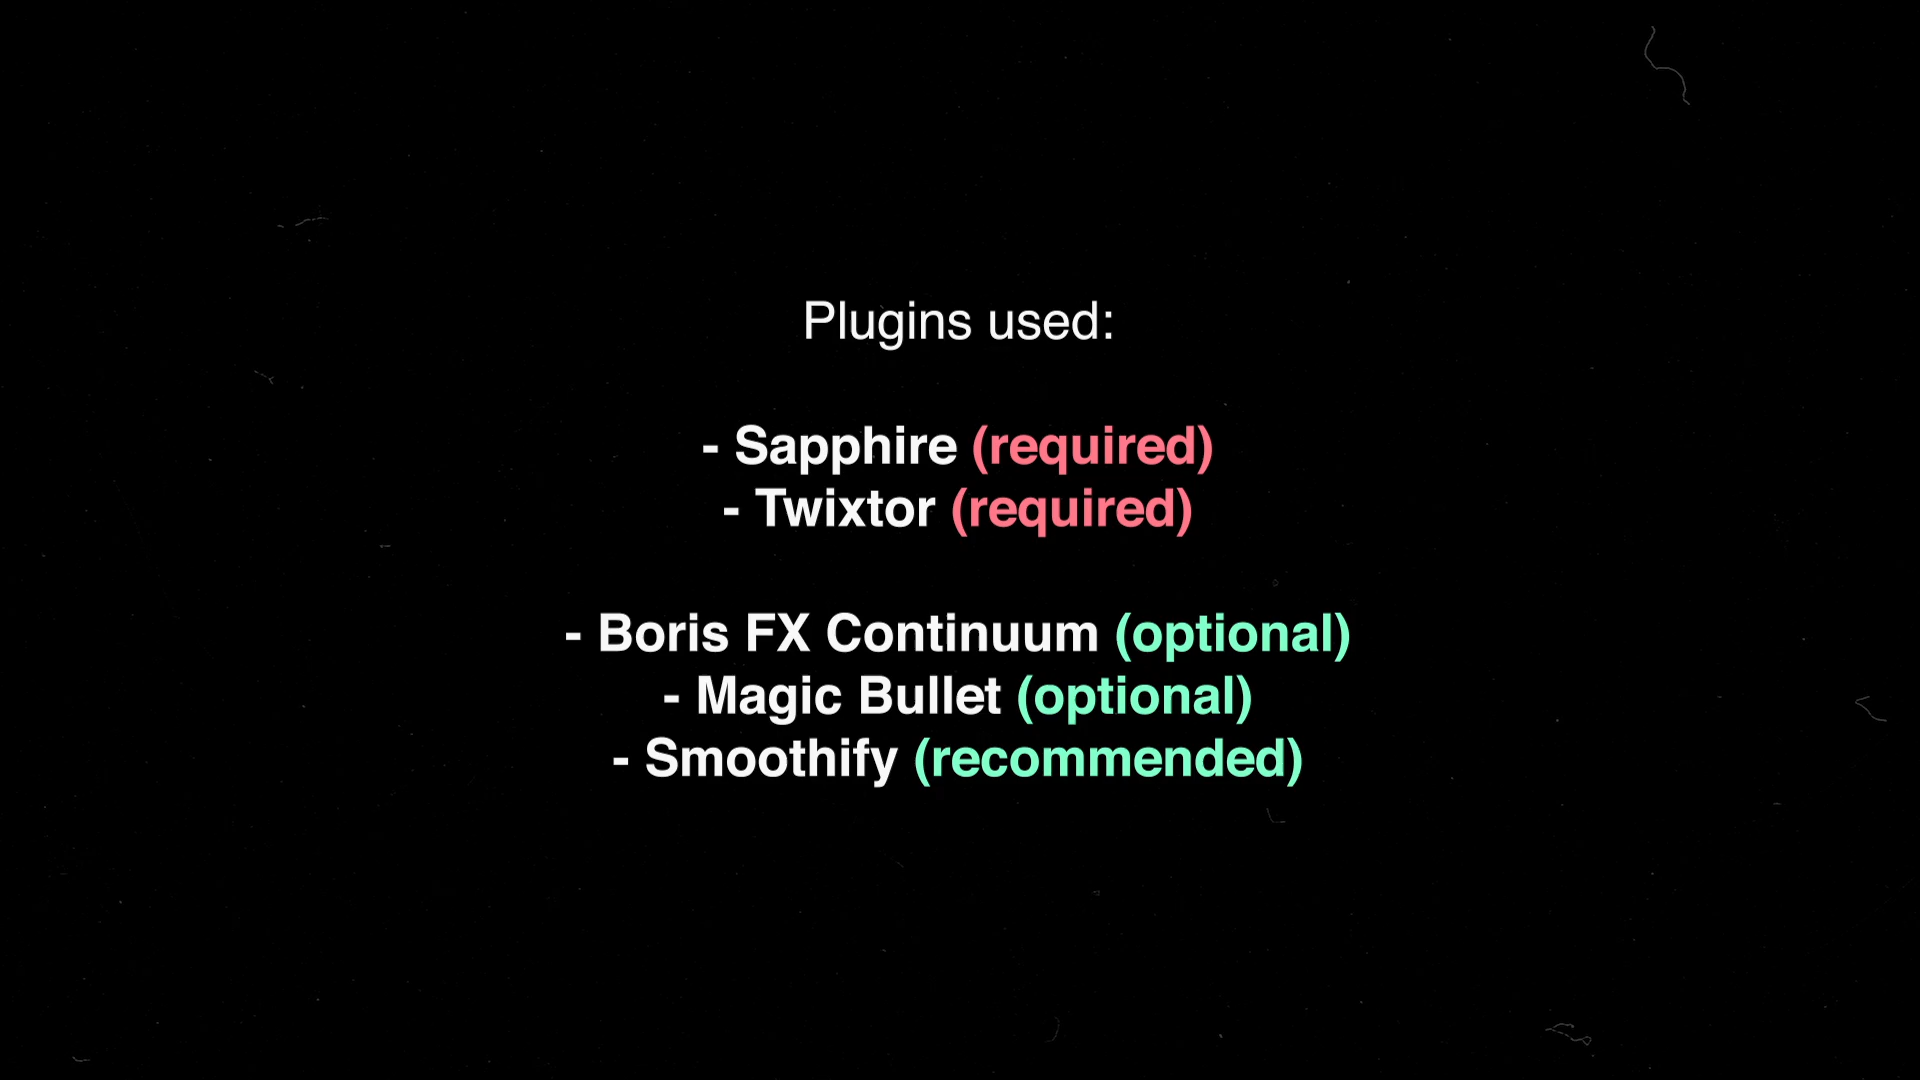 Plugins used:
- Sapphire (required)
- Twixtor (required)
- Boris FX Continuum (optional)
- Magic Bullet (optional)
- Smoothify (recommended)